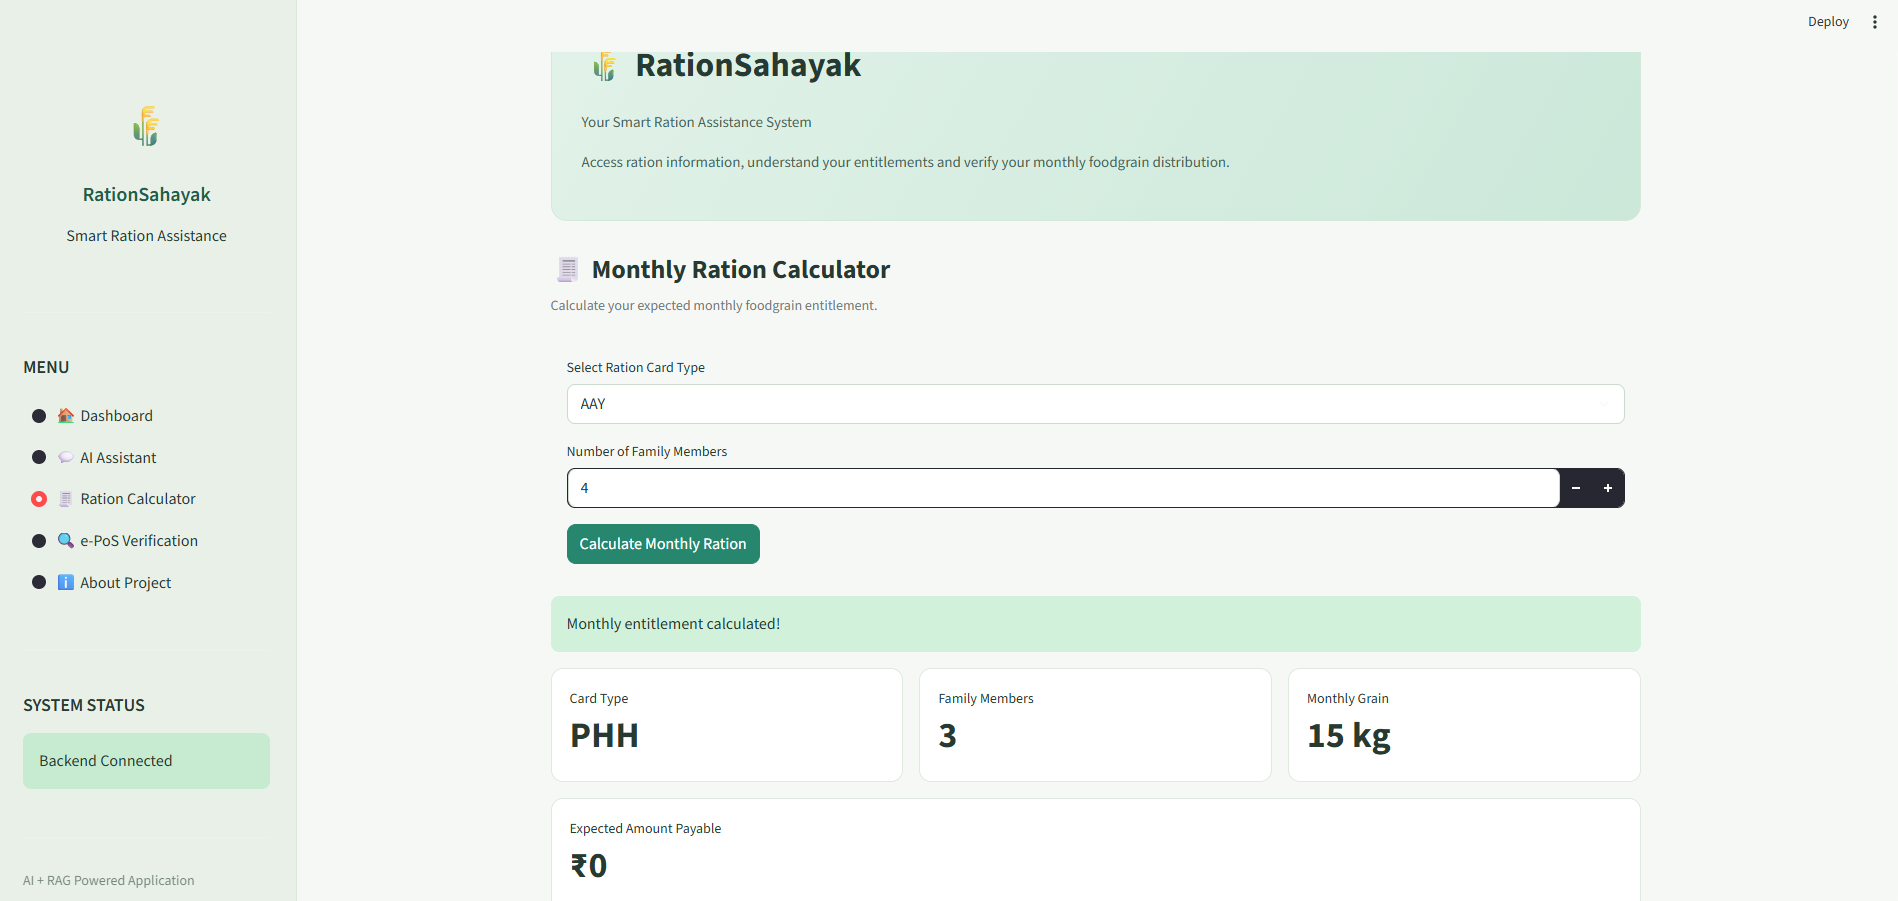 Deploy
RationSahayak
Smart Ration Assistance
MENU
Dashboard
AI Assistant
Ration Calculator
e-PoS Verification
About Project
SYSTEM STATUS
Backend Connected
AI + RAG Powered Application
RationSahayak
Your Smart Ration Assistance System
Access ration information, understand your entitlements and verify your monthly foodgrain distribution.
Monthly Ration Calculator
Calculate your expected monthly foodgrain entitlement.
Select Ration Card Type
AAY
Number of Family Members
4
Calculate Monthly Ration
Monthly entitlement calculated!
Card Type
PHH
Family Members
3
Monthly Grain
15 kg
Expected Amount Payable
₹0